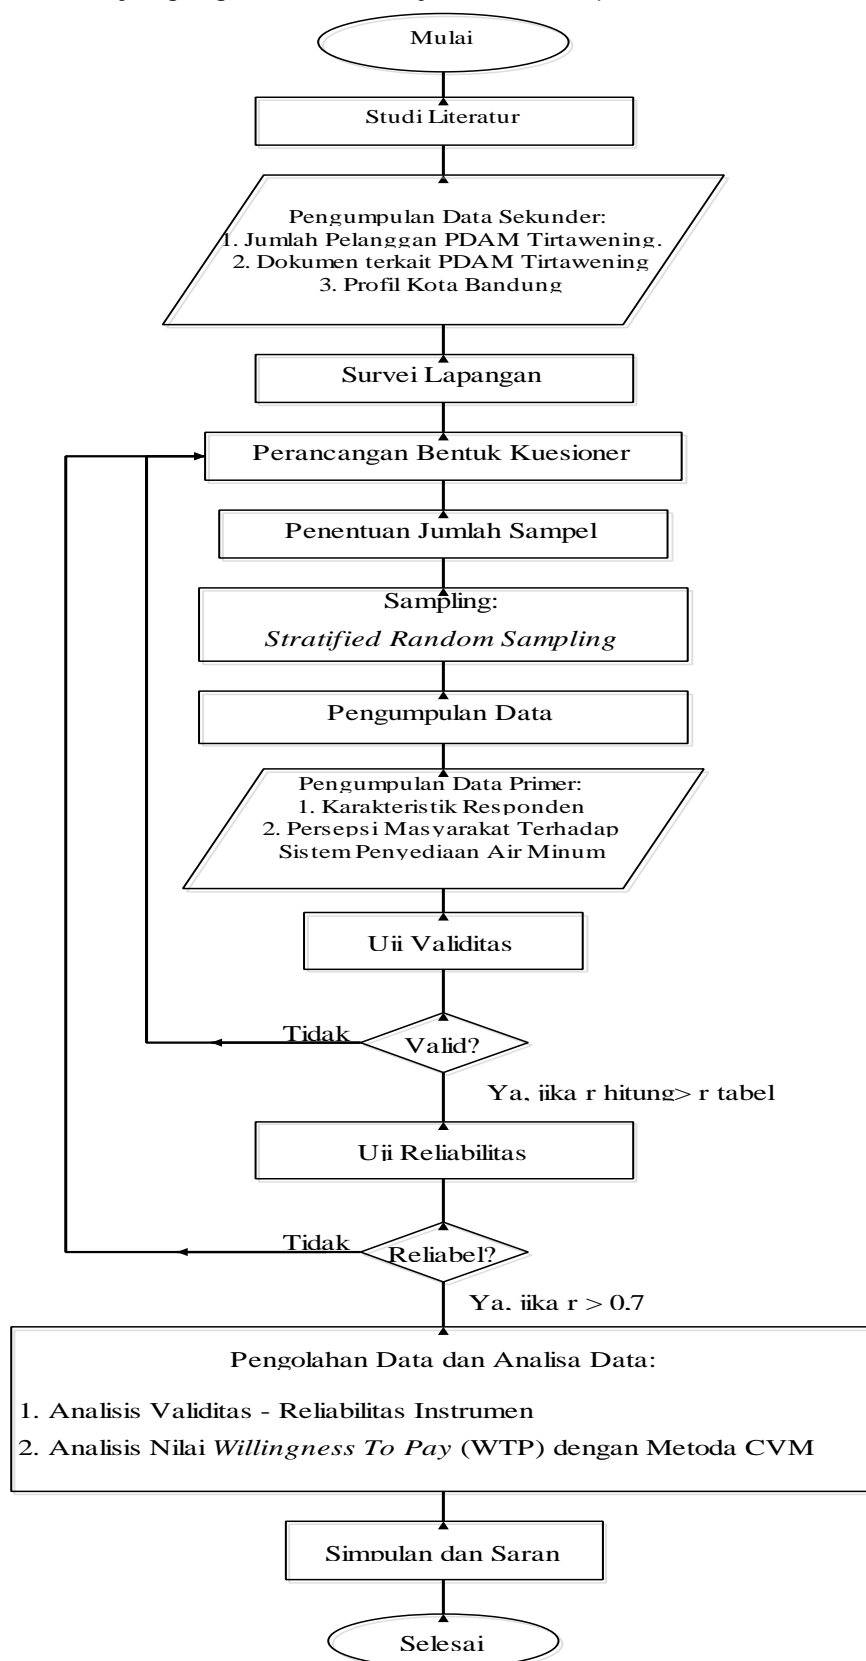 Mulai
Studi Literatur
Pengumpulan Data Sekunder:
1. Jumlah Pelanggan PDAM Tirtawening.
2. Dokumen terkait PDAM Tirtawening
3. Profil Kota Bandung
Survei Lapangan
Perancangan Bentuk Kuesioner
Penentuan Jumlah Sampel
Sampling:
Stratified Random Sampling
Pengumpulan Data
Pengumpulan Data Primer:
1. Karakteristik Responden
2. Persepsi Masyarakat Terhadap
Sistem Penyediaan Air Minum
Uji Validitas
Tidak
Valid?
Ya, jika r hitung> r tabel
Uji Reliabilitas
Tidak
Reliabel?
Ya, jika r > 0,7
Pengolahan Data dan Analisa Data:
1. Analisis Validitas - Reliabilitas Instrumen
2. Analisis Nilai Willingness To Pay (WTP) dengan Metoda CVM
Simpulan dan Saran
Selesai